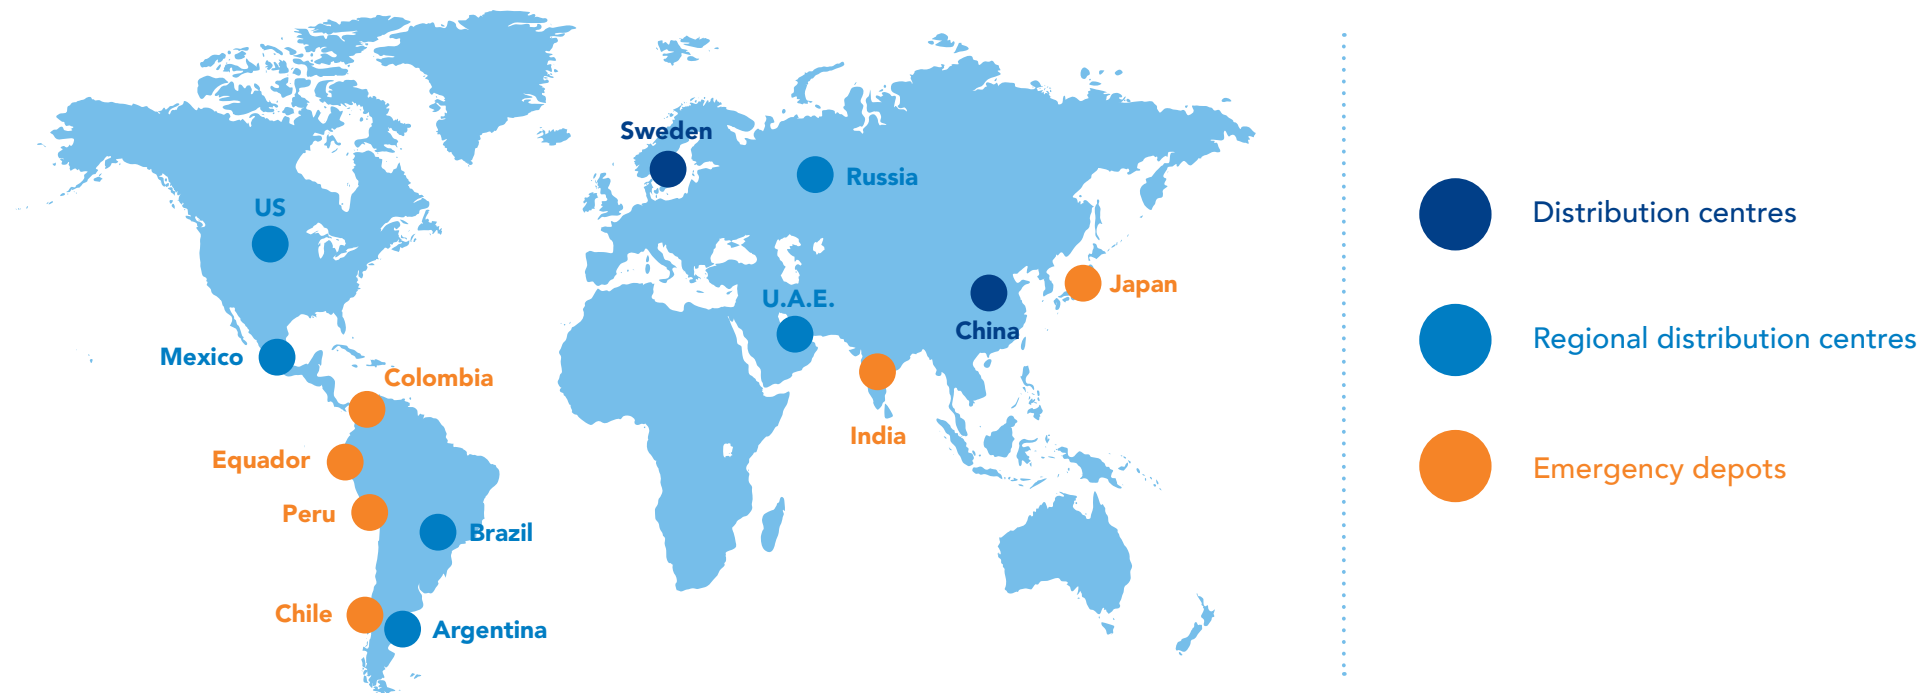 Sweden
Russia
US
Japan
U.A.E.
China
Mexico
Colombia
India
Equador
Peru
Brazil
Chile
Argentina
Distribution centres
Regional distribution centres
Emergency depots